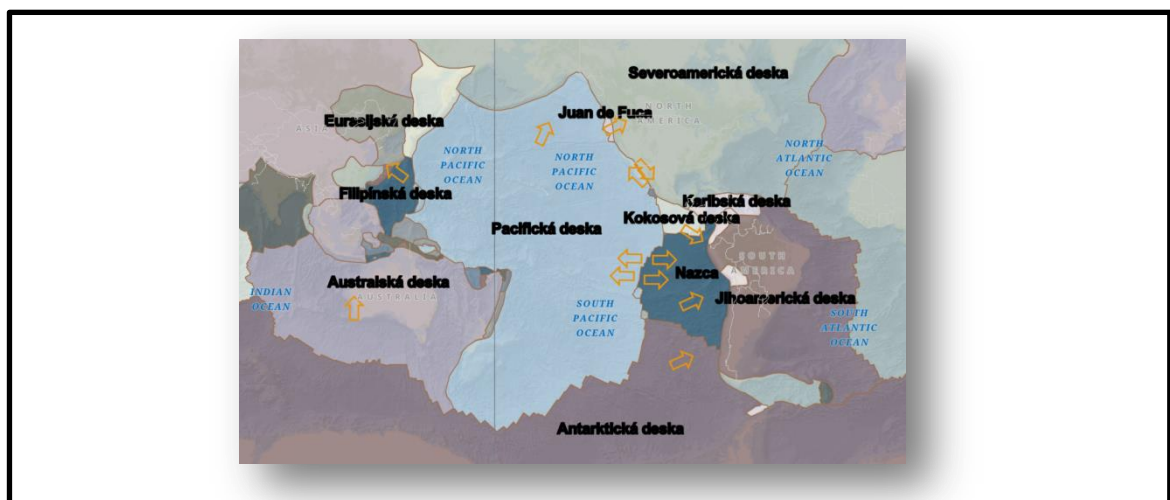 Severoamerická deska
Juan de Fuca
NORTH
AMERICA
Eurasijská deska
ASIA
NORTH
PACIFIC
OCEAN
NORTH
PACIFIC
OCEAN
NORTH
ATLANTIC
OCEAN
Filipínská deska
Karibská deska
Kokosová deska
Pacifická deska
SOUTH
AMERICA
Nazca
Australská deska
AUSTRALIA
INDIAN
OCEAN
Jihoamerická deska
SOUTH
PACIFIC
OCEAN
SOUTH
ATLANTIC
OCEAN
Antarktická deska